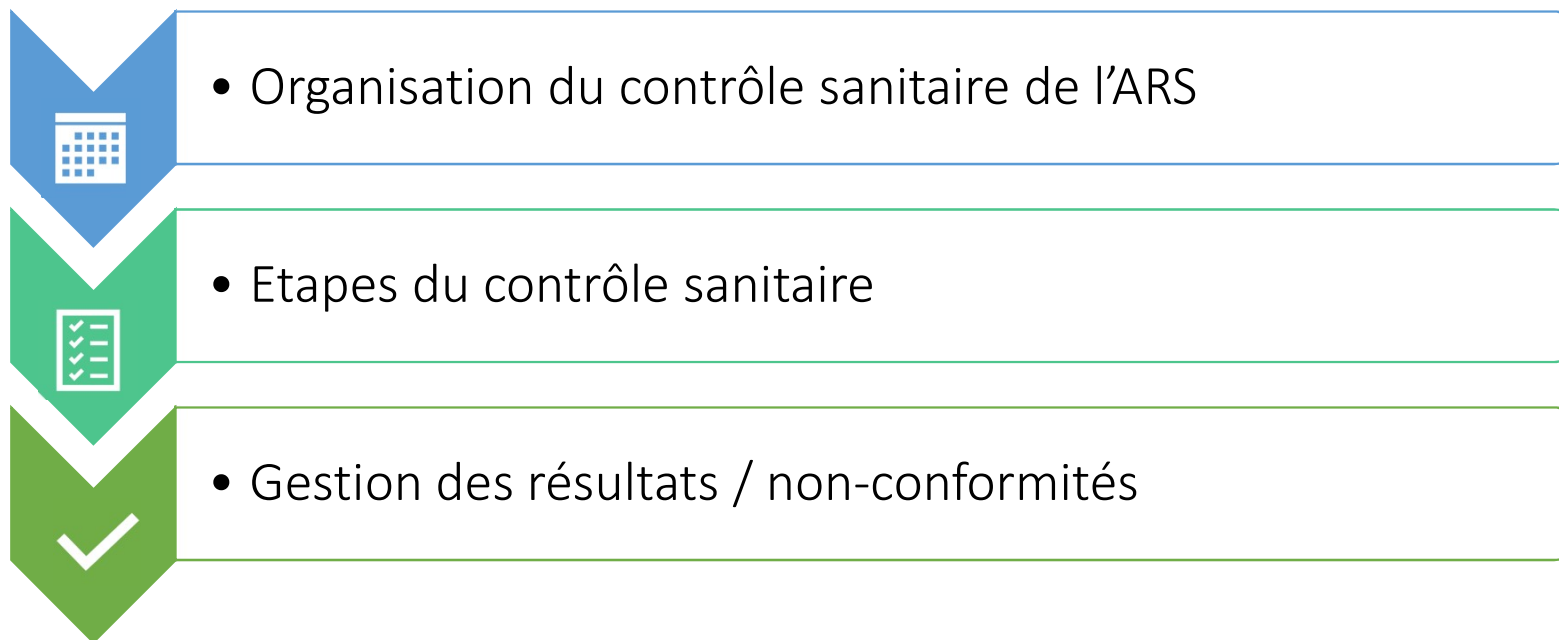 • Organisation du contrôle sanitaire de l’ARS
• Etapes du contrôle sanitaire
• Gestion des résultats / non-conformités